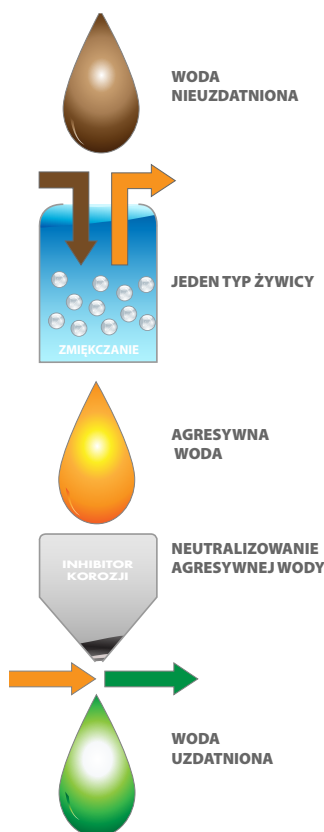 WODA
NIEUZDATNIONA
JEDEN TYP ŻYWICY
ZMIĘKCZANIE
AGRESYWNA
WODA
INHIBITOR
KOROZJI
NEUTRALIZOWANIE
AGRESYWNEJ WODY
WODA
UZDATNIONA